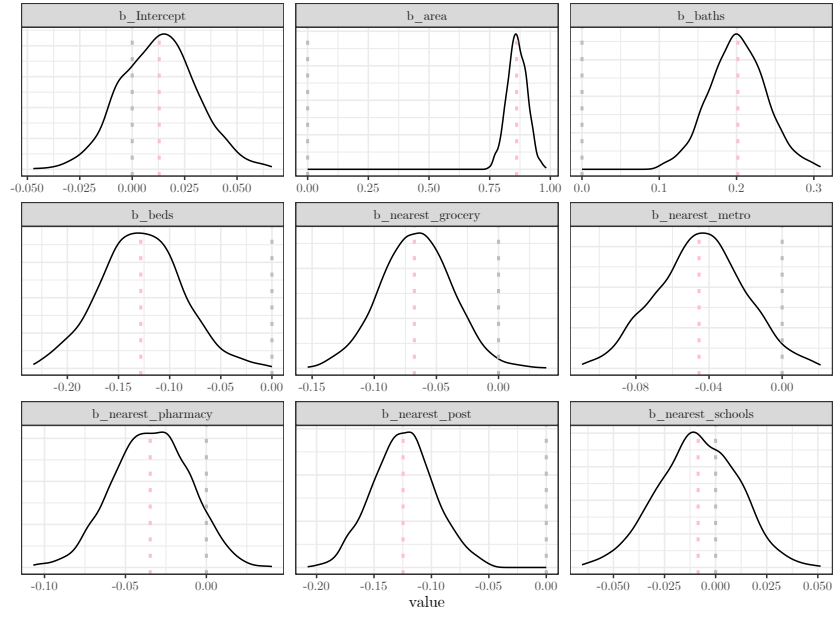 b_Intercept b_area b_baths
-0.050 -0.025 0.000 0.025 0.050 0.00 0.25 0.50 0.75 1.00 0.0 0.1 0.2 0.3
b_beds b_nearest_grocery b_nearest_metro
-0.20 -0.15 -0.10 -0.05 0.00 -0.15 -0.10 -0.05 0.00 -0.08 -0.04 0.00
b_nearest_pharmacy b_nearest_post b_nearest_schools
-0.10 -0.05 0.00 -0.20 -0.15 -0.10 -0.05 0.00 -0.050 -0.025 0.000 0.025 0.050
value